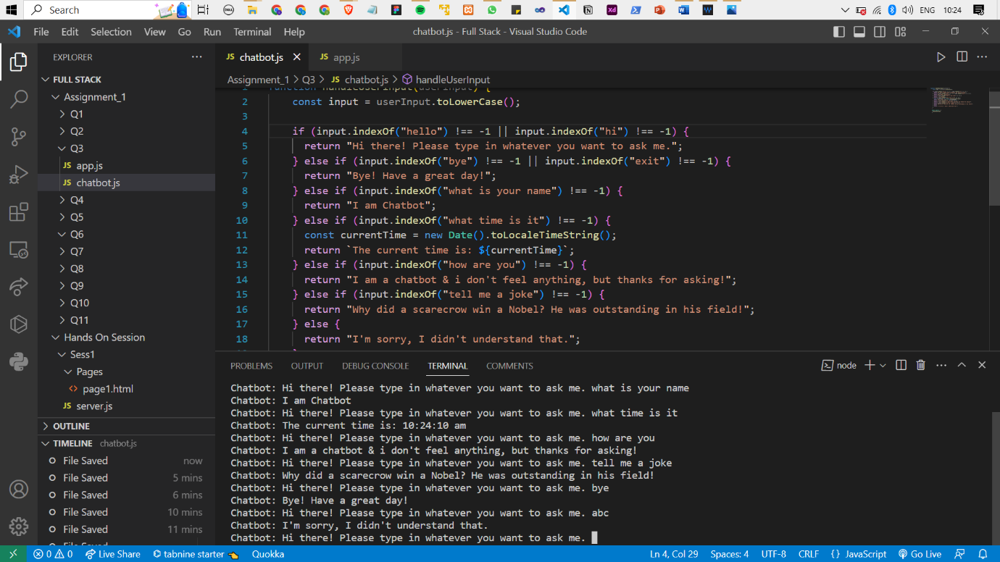 Search
ENG
10:24
File Edit Selection View Go Run Terminal Help
chatbot.js - Full Stack - Visual Studio Code
EXPLORER
FULL STACK
Assignment_1
Q1
Q2
Q3
JS app.js
JS chatbot.js
Q4
Q5
Q6
Q7
Q8
Q9
Q10
Q11
Hands On Session
Sess1
Pages
<> page1.html
JS server.js
OUTLINE
TIMELINE chatbot.js
File Saved now
File Saved 5 mins
File Saved 6 mins
File Saved 10 mins
File Saved 11 mins
JS chatbot.js JS app.js
Assignment_1 > Q3 > JS chatbot.js > handleUserInput
1 function handleUserInput(userInput) {
2 const input = userInput.toLowerCase();
3
4 if (input.indexOf("hello") !== -1 || input.indexOf("hi") !== -1) {
5 return "Hi there! Please type in whatever you want to ask me.";
6 } else if (input.indexOf("bye") !== -1 || input.indexOf("exit") !== -1) {
7 return "Bye! Have a great day!";
8 } else if (input.indexOf("what is your name") !== -1) {
9 return "I am Chatbot";
10 } else if (input.indexOf("what time is it") !== -1) {
11 const currentTime = new Date().toLocaleTimeString();
12 return `The current time is: ${currentTime}`;
13 } else if (input.indexOf("how are you") !== -1) {
14 return "I am a chatbot & i don't feel anything, but thanks for asking!";
15 } else if (input.indexOf("tell me a joke") !== -1) {
16 return "Why did a scarecrow win a Nobel? He was outstanding in his field!";
17 } else {
18 return "I'm sorry, I didn't understand that.";
PROBLEMS OUTPUT DEBUG CONSOLE TERMINAL COMMENTS
node
Chatbot: Hi there! Please type in whatever you want to ask me. what is your name
Chatbot: I am Chatbot
Chatbot: Hi there! Please type in whatever you want to ask me. what time is it
Chatbot: The current time is: 10:24:10 am
Chatbot: Hi there! Please type in whatever you want to ask me. how are you
Chatbot: I am a chatbot & i don't feel anything, but thanks for asking!
Chatbot: Hi there! Please type in whatever you want to ask me. tell me a joke
Chatbot: Why did a scarecrow win a Nobel? He was outstanding in his field!
Chatbot: Hi there! Please type in whatever you want to ask me. bye
Chatbot: Bye! Have a great day!
Chatbot: Hi there! Please type in whatever you want to ask me. abc
Chatbot: I'm sorry, I didn't understand that.
Chatbot: Hi there! Please type in whatever you want to ask me.
0 0 Live Share tabnine starter Quokka
Ln 4, Col 29 Spaces: 4 UTF-8 CRLF {} JavaScript Go Live